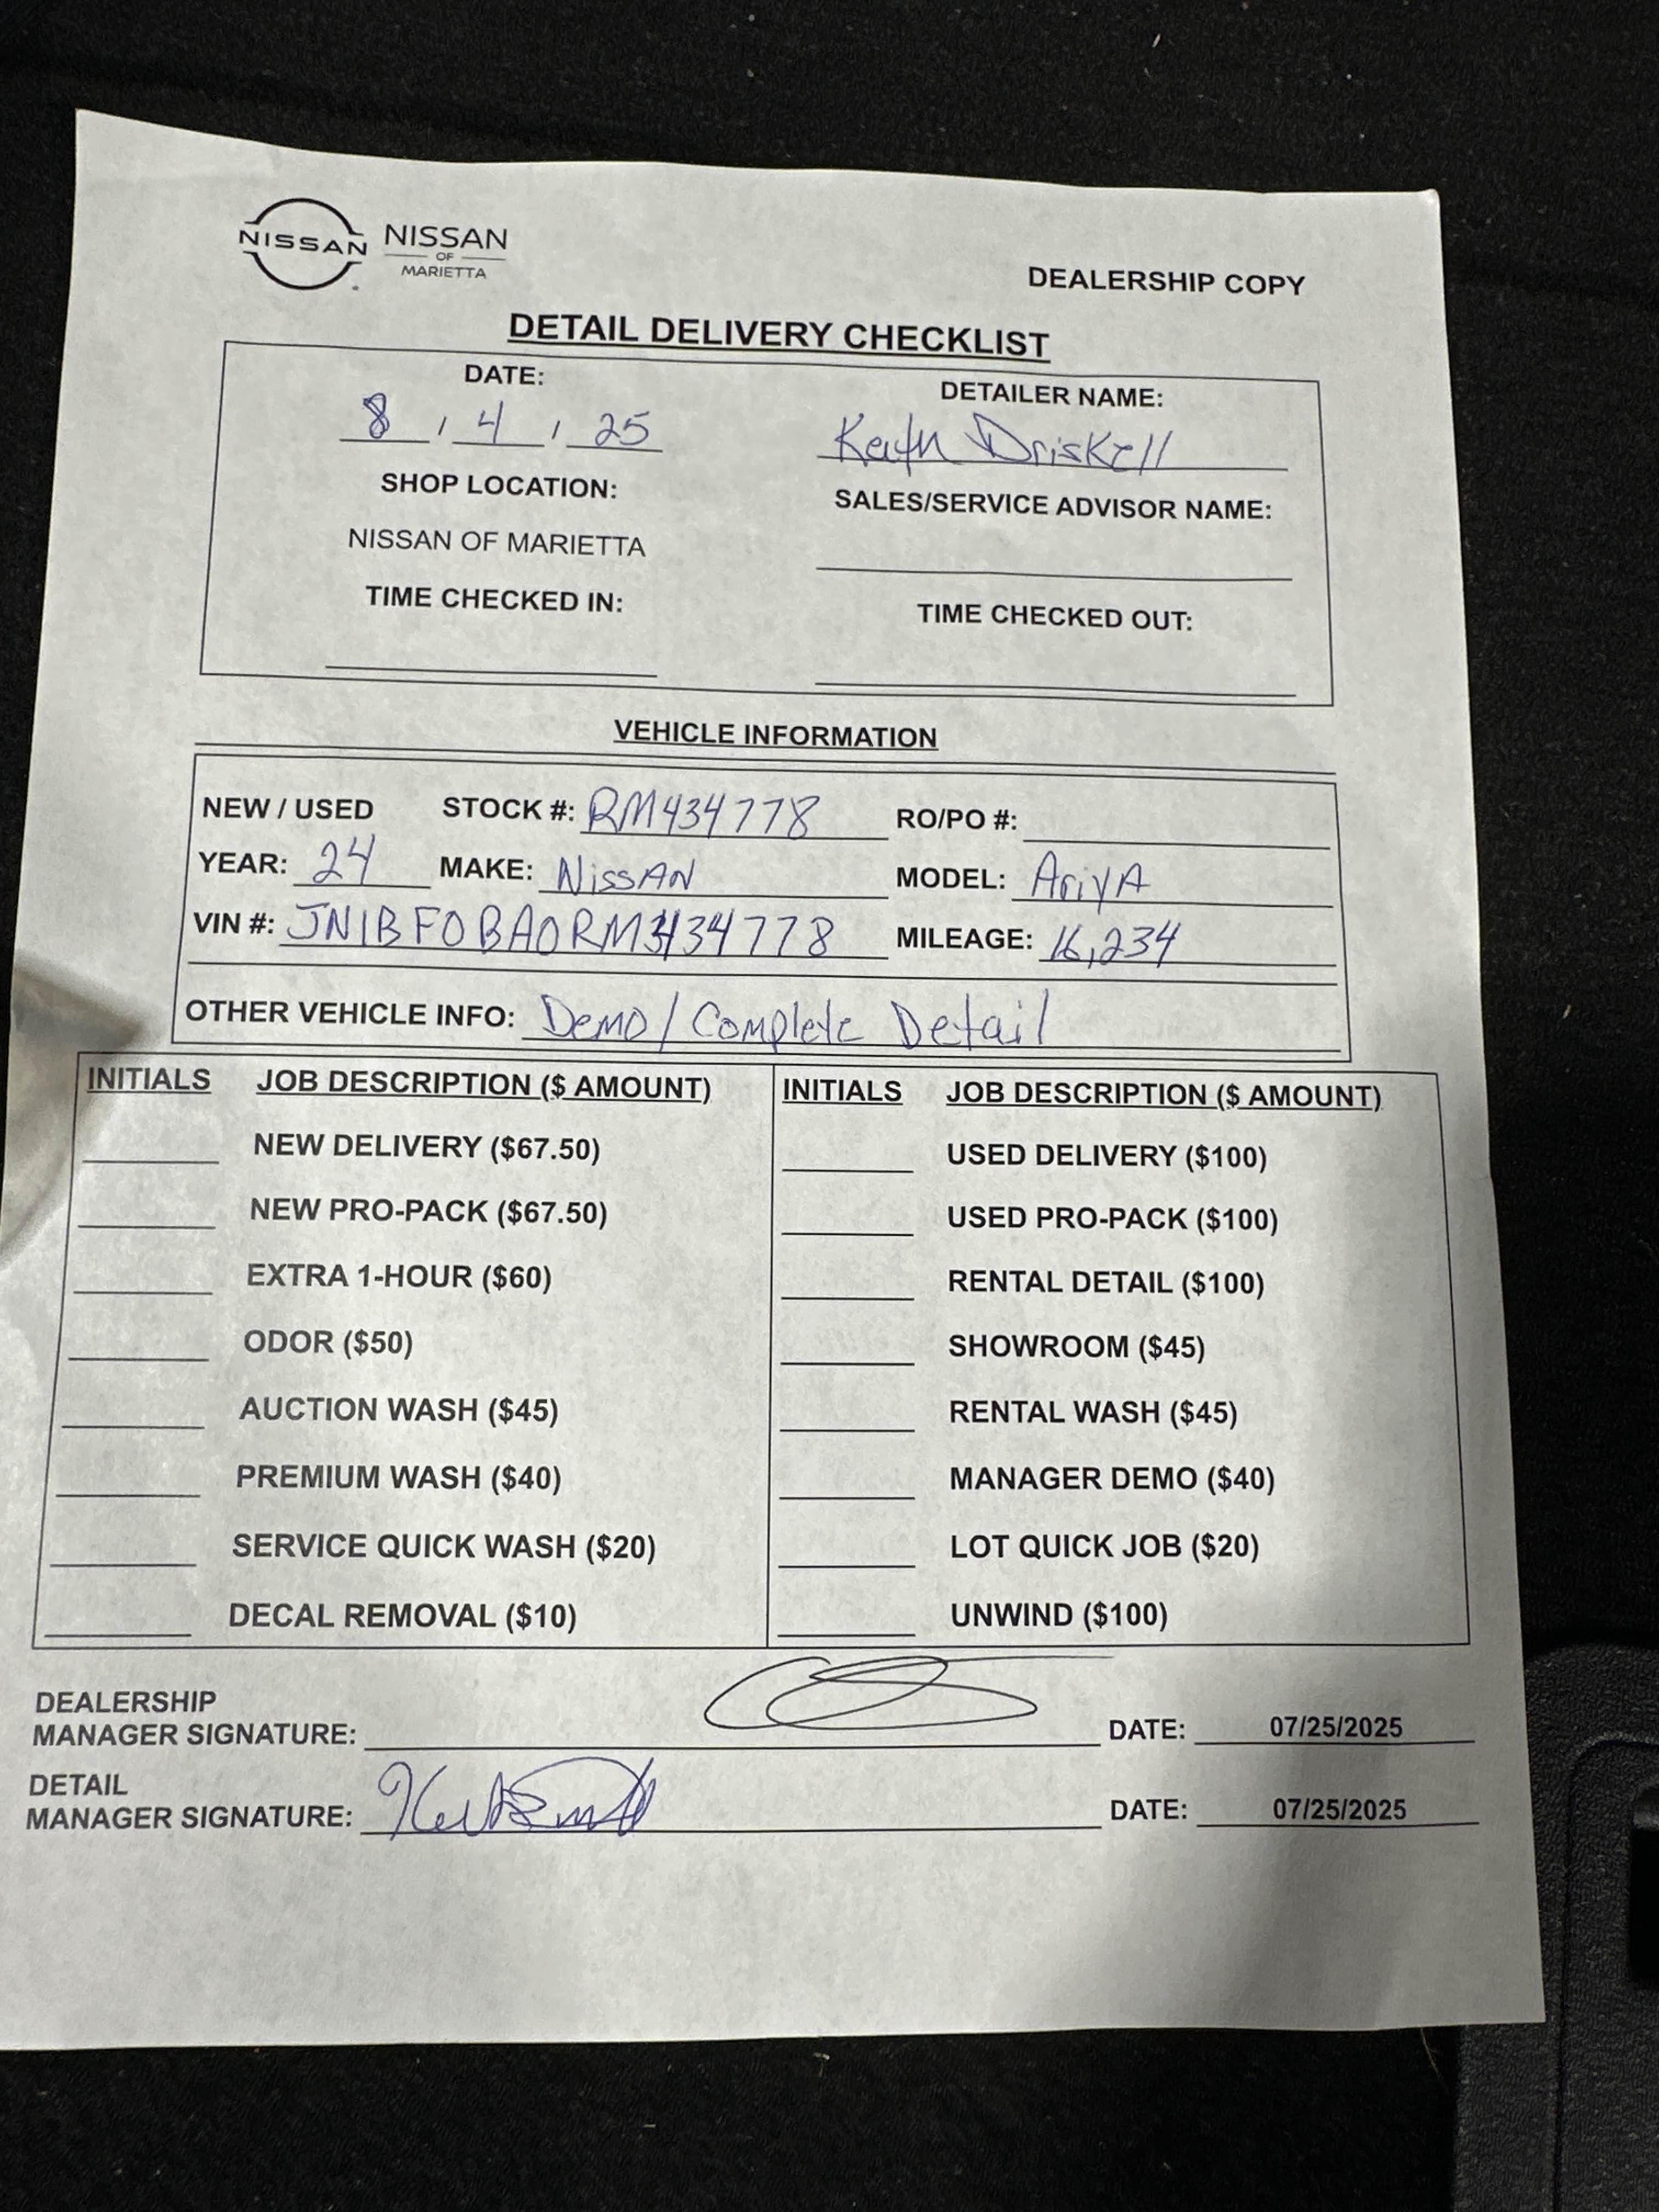 NISSAN
NISSAN
OF
MARIETTA
DEALERSHIP COPY
DETAIL DELIVERY CHECKLIST
DATE: DETAILER NAME:
8 / 4 / 25 Keith Driskell
SHOP LOCATION: SALES/SERVICE ADVISOR NAME:
NISSAN OF MARIETTA
TIME CHECKED IN: TIME CHECKED OUT:
VEHICLE INFORMATION
NEW / USED STOCK #: RM434778 RO/PO #:
YEAR: 24 MAKE: NissAN MODEL: AriyA
VIN #: JN1BF0BA0RM434778 MILEAGE: 16,234
OTHER VEHICLE INFO: Demo / Complete Detail
INITIALS JOB DESCRIPTION ($ AMOUNT) INITIALS JOB DESCRIPTION ($ AMOUNT)
NEW DELIVERY ($67.50) USED DELIVERY ($100)
NEW PRO-PACK ($67.50) USED PRO-PACK ($100)
EXTRA 1-HOUR ($60) RENTAL DETAIL ($100)
ODOR ($50) SHOWROOM ($45)
AUCTION WASH ($45) RENTAL WASH ($45)
PREMIUM WASH ($40) MANAGER DEMO ($40)
SERVICE QUICK WASH ($20) LOT QUICK JOB ($20)
DECAL REMOVAL ($10) UNWIND ($100)
DEALERSHIP
MANAGER SIGNATURE: DATE: 07/25/2025
DETAIL
MANAGER SIGNATURE: DATE: 07/25/2025